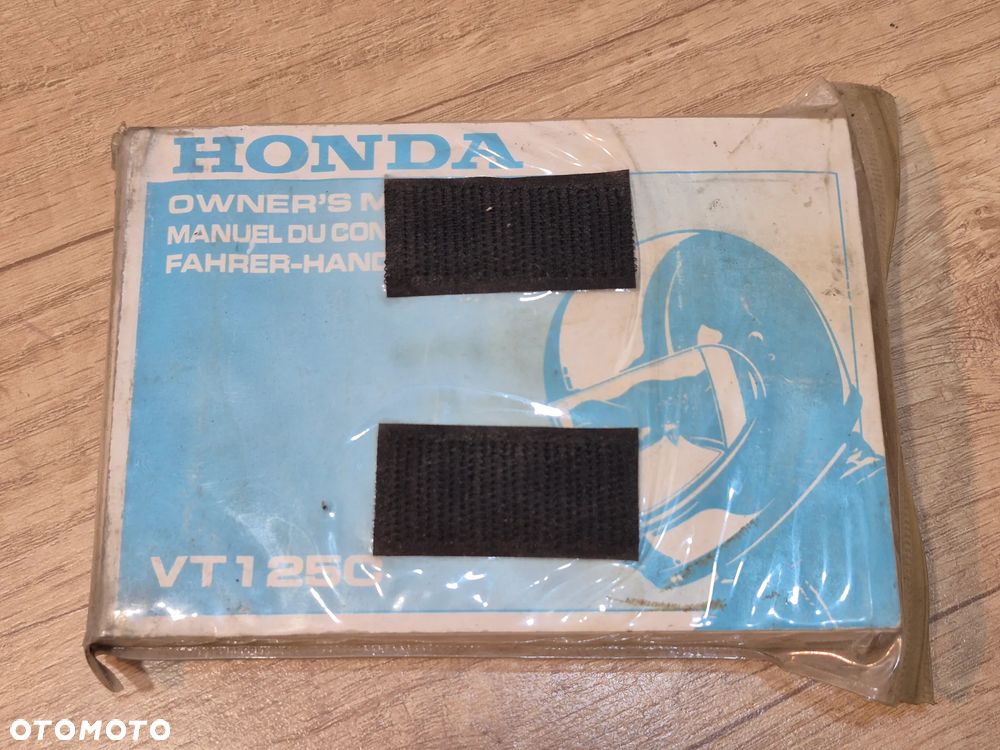 HONDA
OWNER'S M
MANUEL DU CON
FAHRER-HAND
VT125C
OTOMOTO